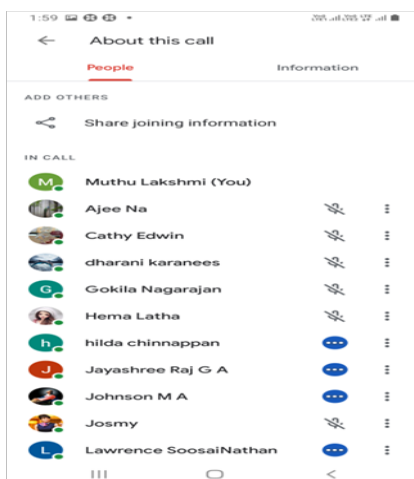 1:59
About this call
People Information
ADD OTHERS
Share joining information
IN CALL
M Muthu Lakshmi (You)
Ajee Na
Cathy Edwin
dharani karanees
G Gokila Nagarajan
Hema Latha
h hilda chinnappan
J Jayashree Raj G A
Johnson M A
Josmy
L Lawrence SoosaiNathan